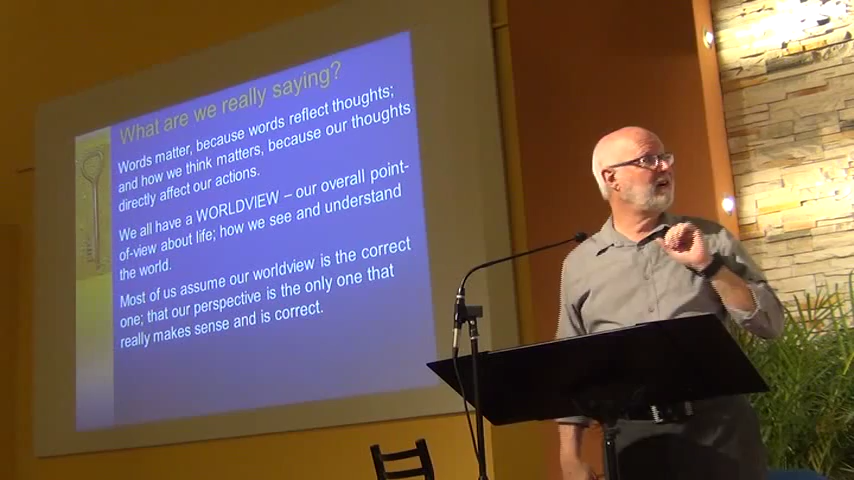 What are we really saying?
Words matter, because words reflect thoughts;
and how we think matters, because our thoughts
directly affect our actions.
We all have a WORLDVIEW – our overall point-
of-view about life; how we see and understand
the world.
Most of us assume our worldview is the correct
one; that our perspective is the only one that
really makes sense and is correct.